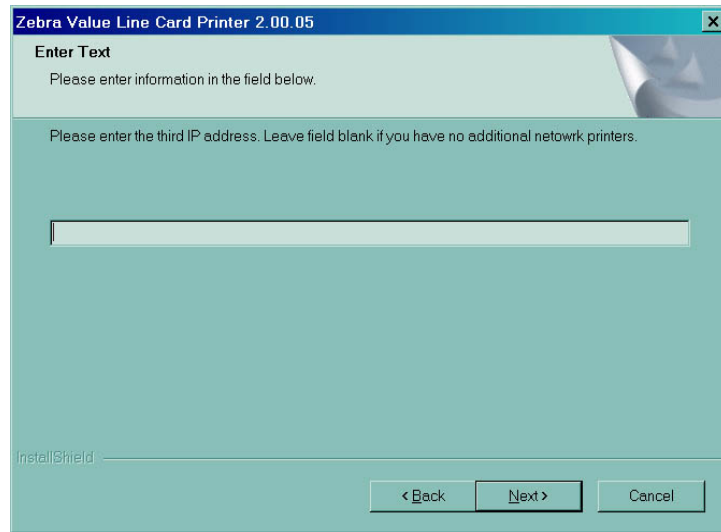 Zebra Value Line Card Printer 2.00.05
Enter Text
Please enter information in the field below.
Please enter the third IP address. Leave field blank if you have no additional netowrk printers.
InstallShield
< Back
Next >
Cancel